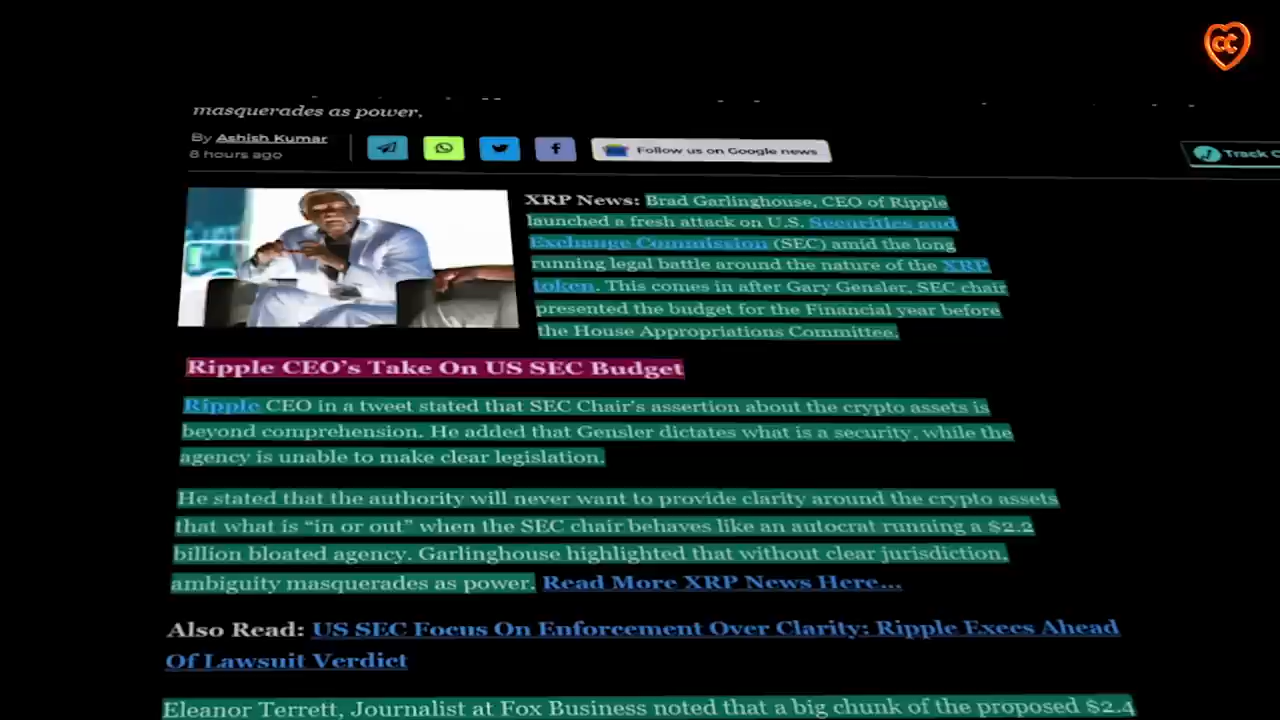 CC
masquerades as power.
By Ashish Kumar
8 hours ago
Follow us on Google news
Track
XRP News: Brad Garlinghouse, CEO of Ripple
launched a fresh attack on U.S. Securities and
Exchange Commission (SEC) amid the long
running legal battle around the nature of the XRP
token. This comes in after Gary Gensler, SEC chair
presented the budget for the Financial year before
the House Appropriations Committee.
Ripple CEO's Take On US SEC Budget
Ripple CEO in a tweet stated that SEC Chair's assertion about the crypto assets is
beyond comprehension. He added that Gensler dictates what is a security, while the
agency is unable to make clear legislation.
He stated that the authority will never want to provide clarity around the crypto assets
that what is "in or out" when the SEC chair behaves like an autocrat running a $2.2
billion bloated agency. Garlinghouse highlighted that without clear jurisdiction,
ambiguity masquerades as power. Read More XRP News Here...
Also Read: US SEC Focus On Enforcement Over Clarity: Ripple Execs Ahead
Of Lawsuit Verdict
Eleanor Terrett, Journalist at Fox Business noted that a big chunk of the proposed $2.4